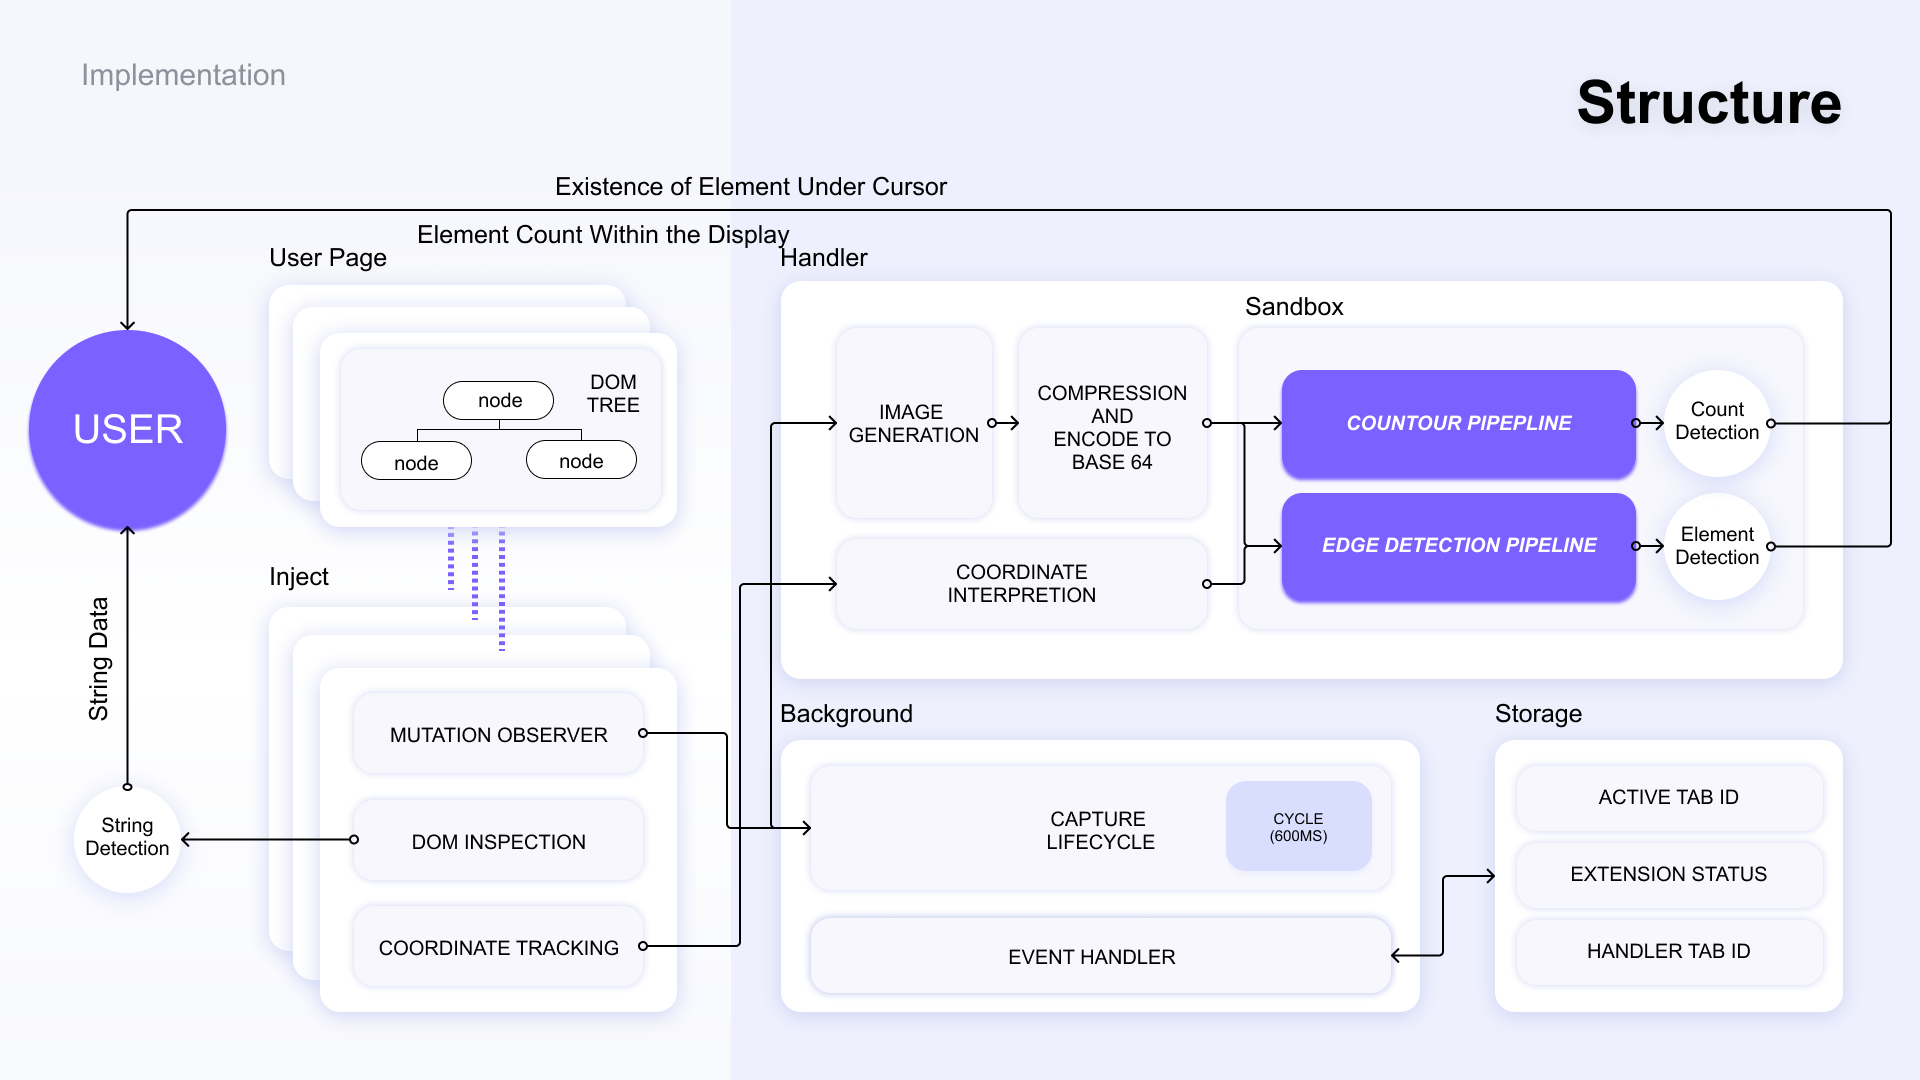 Implementation
Structure
Existence of Element Under Cursor
Element Count Within the Display
User Page
DOM
TREE
node
node
node
USER
String Data
String
Detection
Inject
MUTATION OBSERVER
DOM INSPECTION
COORDINATE TRACKING
Handler
IMAGE
GENERATION
COMPRESSION
AND
ENCODE TO
BASE 64
COORDINATE
INTERPRETION
Sandbox
COUNTOUR PIPEPLINE
Count
Detection
EDGE DETECTION PIPELINE
Element
Detection
Background
CAPTURE
LIFECYCLE
CYCLE
(600MS)
EVENT HANDLER
Storage
ACTIVE TAB ID
EXTENSION STATUS
HANDLER TAB ID